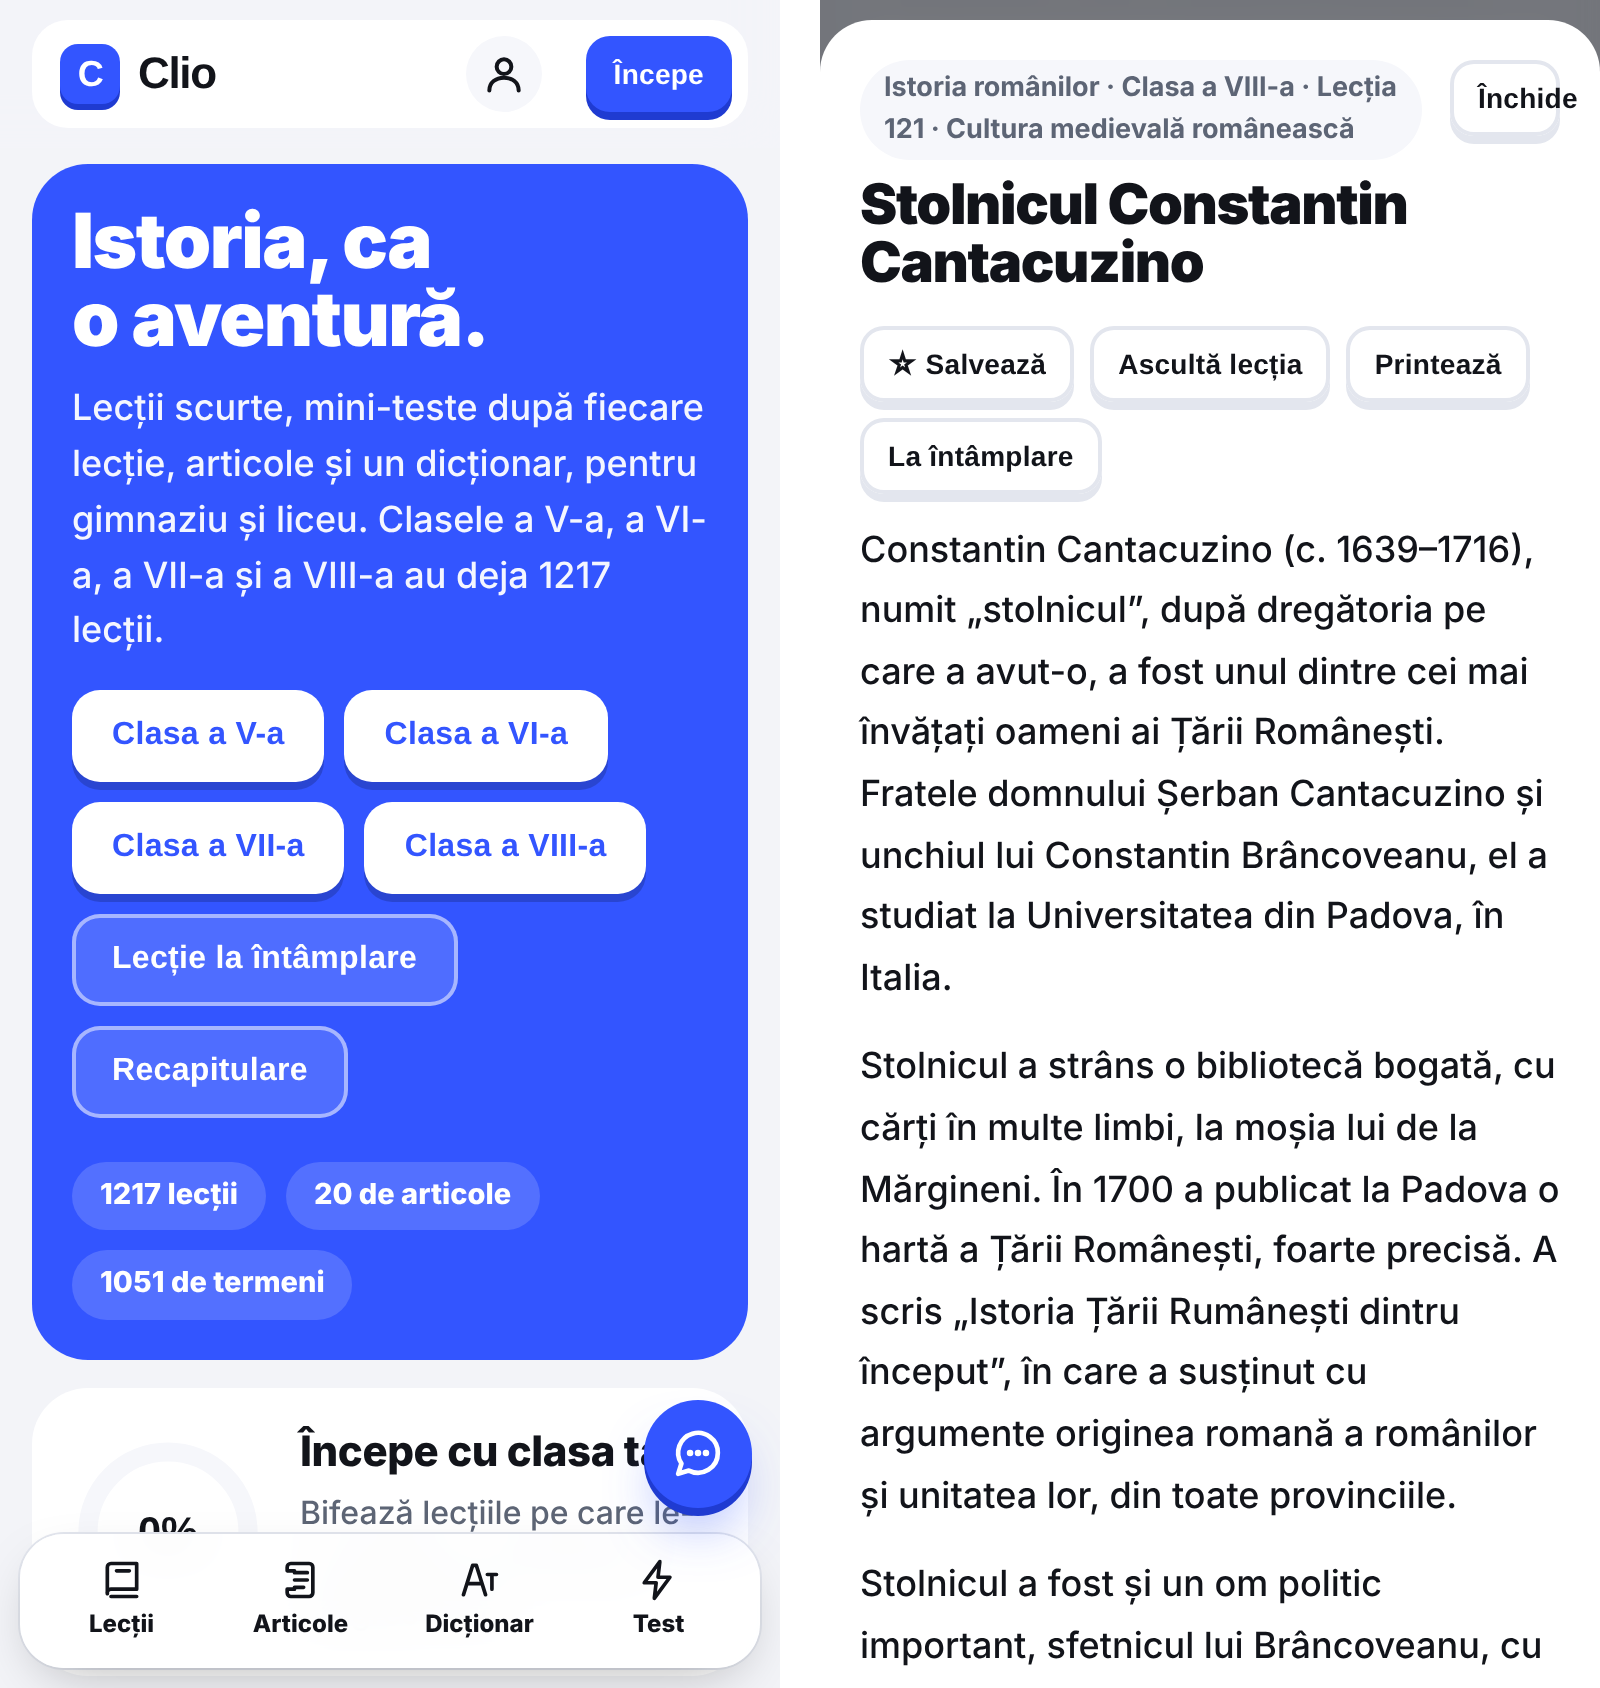 C Clio
Începe
Istoria, ca
o aventură.
Lecții scurte, mini-teste după fiecare
lecție, articole și un dicționar, pentru
gimnaziu și liceu. Clasele a V-a, a VI-
a, a VII-a și a VIII-a au deja 1217
lecții.
Clasa a V-a
Clasa a VI-a
Clasa a VII-a
Clasa a VIII-a
Lecție la întâmplare
Recapitulare
1217 lecții
20 de articole
1051 de termeni
Începe cu clasa
Bifează lecțiile pe care le
0%
Lecții
Articole
Dicționar
Test
Istoria românilor · Clasa a VIII-a · Lecția
121 · Cultura medievală românească
Închide
Stolnicul Constantin
Cantacuzino
☆ Salvează
Ascultă lecția
Printează
La întâmplare
Constantin Cantacuzino (c. 1639–1716),
numit „stolnicul”, după dregătoria pe
care a avut-o, a fost unul dintre cei mai
învățați oameni ai Țării Românești.
Fratele domnului Șerban Cantacuzino și
unchiul lui Constantin Brâncoveanu, el a
studiat la Universitatea din Padova, în
Italia.
Stolnicul a strâns o bibliotecă bogată, cu
cărți în multe limbi, la moșia lui de la
Mărgineni. În 1700 a publicat la Padova o
hartă a Țării Românești, foarte precisă. A
scris „Istoria Țării Rumânești dintru
început”, în care a susținut cu
argumente originea romană a românilor
și unitatea lor, din toate provinciile.
Stolnicul a fost și un om politic
important, sfetnicul lui Brâncoveanu, cu